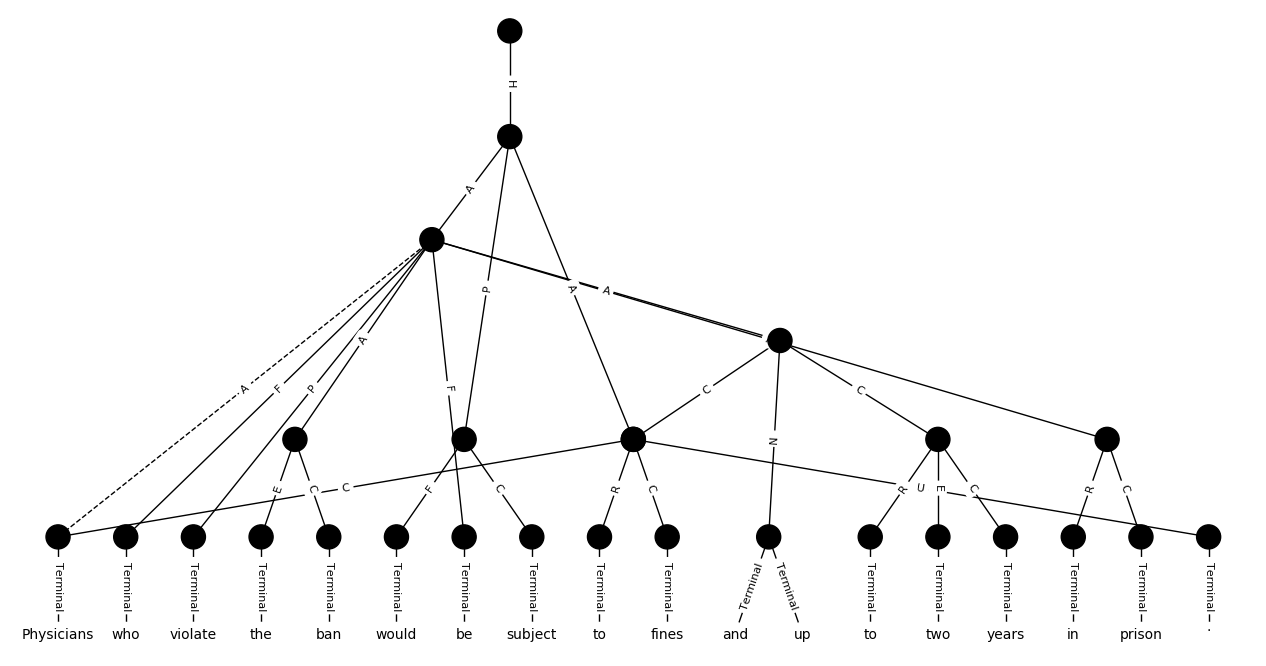 H
A
P
A
A
A
F
P
A
F
C
N
C
E
C
C
F
C
R
C
R
U
E
C
R
C
Terminal Terminal Terminal Terminal Terminal Terminal Terminal Terminal Terminal Terminal Terminal Terminal Terminal Terminal Terminal Terminal Terminal Terminal
Physicians who violate the ban would be subject to fines and up to two years in prison .